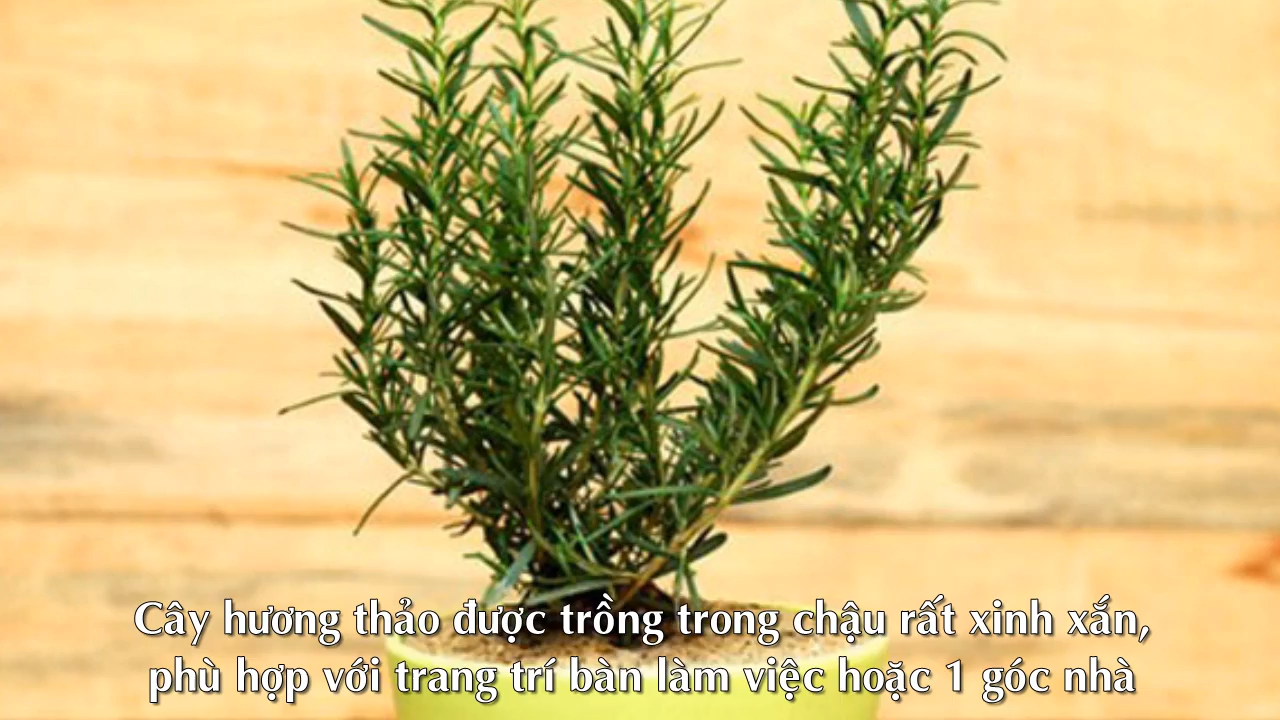 Cây hương thảo được trồng trong chậu rất xinh xắn,
phù hợp với trang trí bàn làm việc hoặc 1 góc nhà